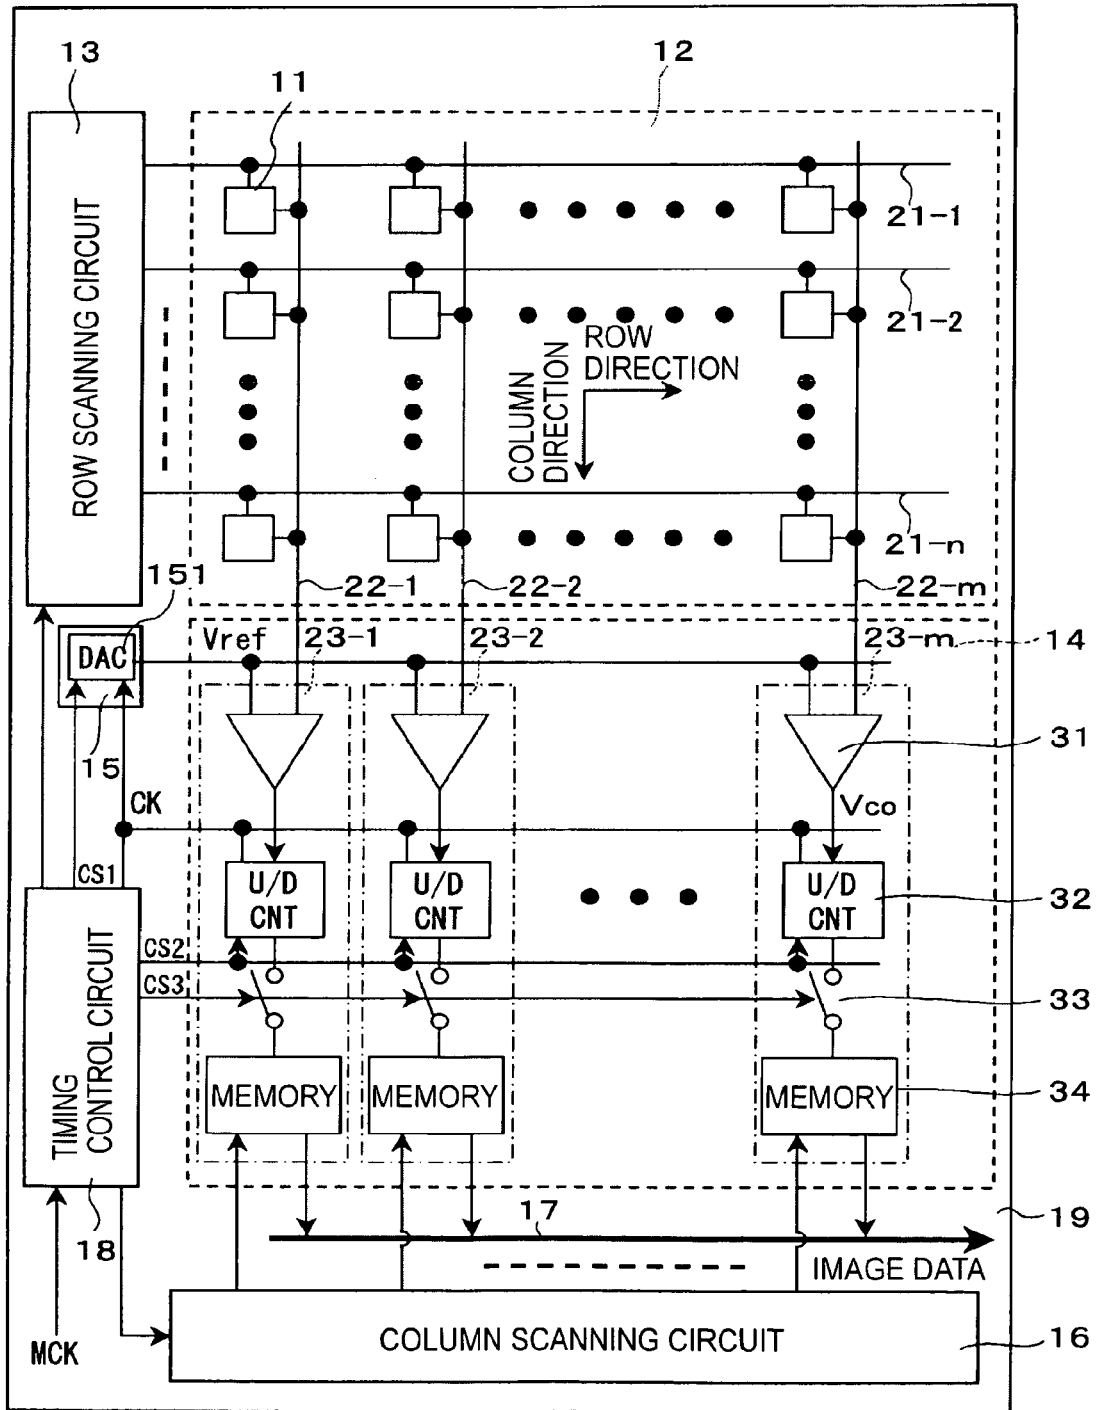 13
11
12
ROW SCANNING CIRCUIT
21-1
21-2
ROW
DIRECTION
COLUMN
DIRECTION
21-n
151
22-1
22-2
22-m
DAC
Vref
23-1
23-2
23-m
14
15
31
CK
Vco
CS1
U/D
CNT
U/D
CNT
U/D
CNT
32
CS2
CS3
33
TIMING
CONTROL CIRCUIT
MEMORY
MEMORY
MEMORY
34
18
17
19
IMAGE DATA
MCK
COLUMN SCANNING CIRCUIT
16